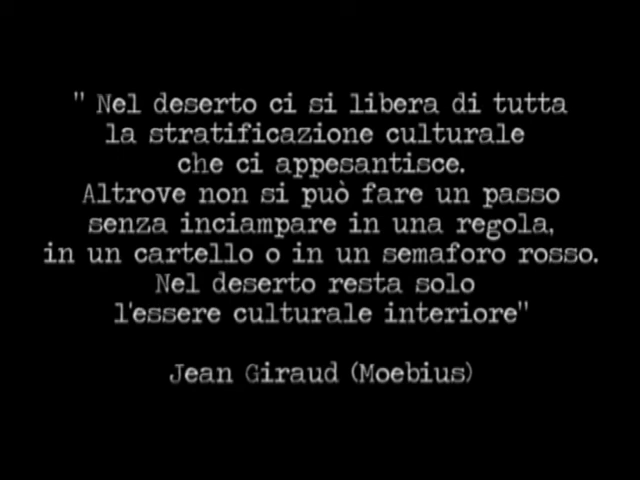 " Nel deserto ci si libera di tutta
la stratificazione culturale
che ci appesantisce.
Altrove non si può fare un passo
senza inciampare in una regola,
in un cartello o in un semaforo rosso.
Nel deserto resta solo
l'essere culturale interiore"
Jean Giraud (Moebius)